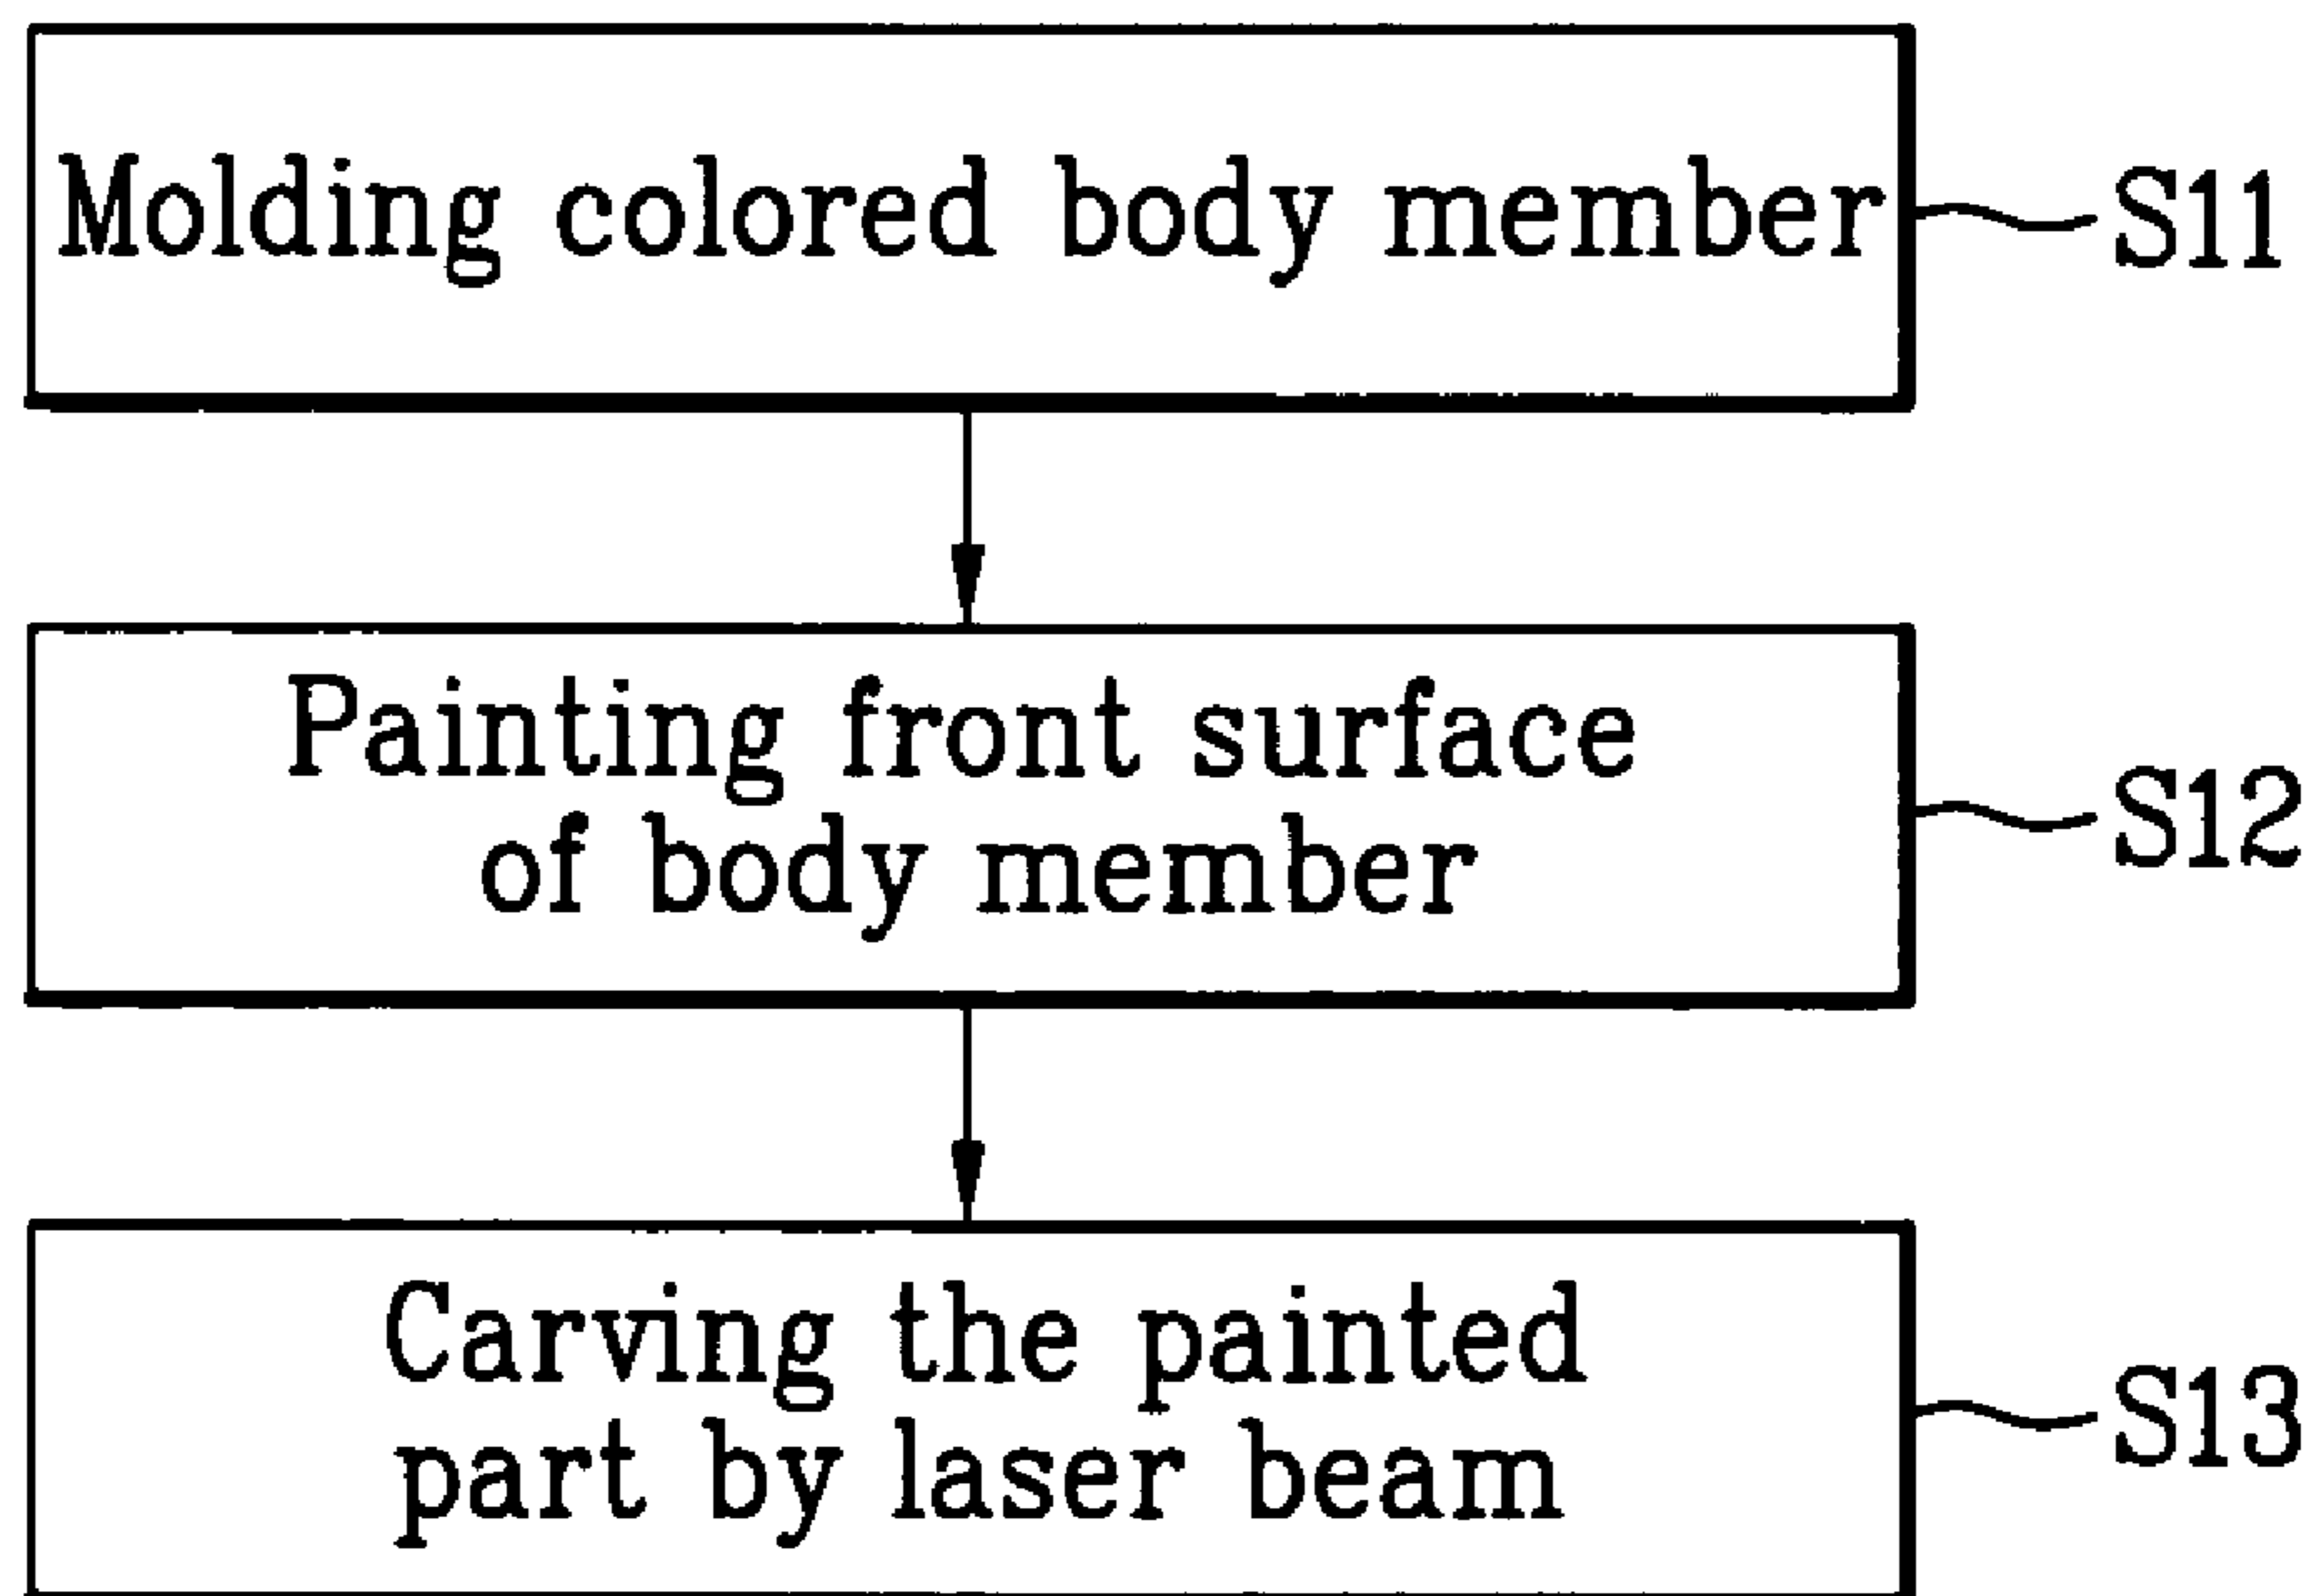 Molding colored body member
S11
Painting front surface
of body member
S12
Carving the painted
part by laser beam
S13